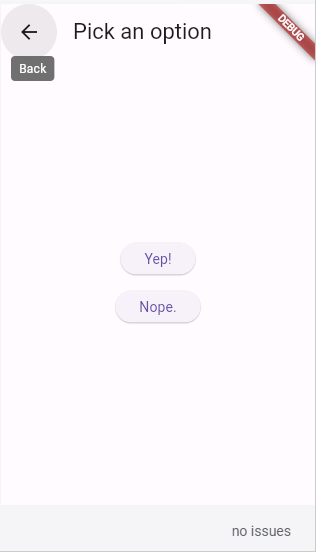 Pick an option
DEBUG
Back
Yep!
Nope.
no issues